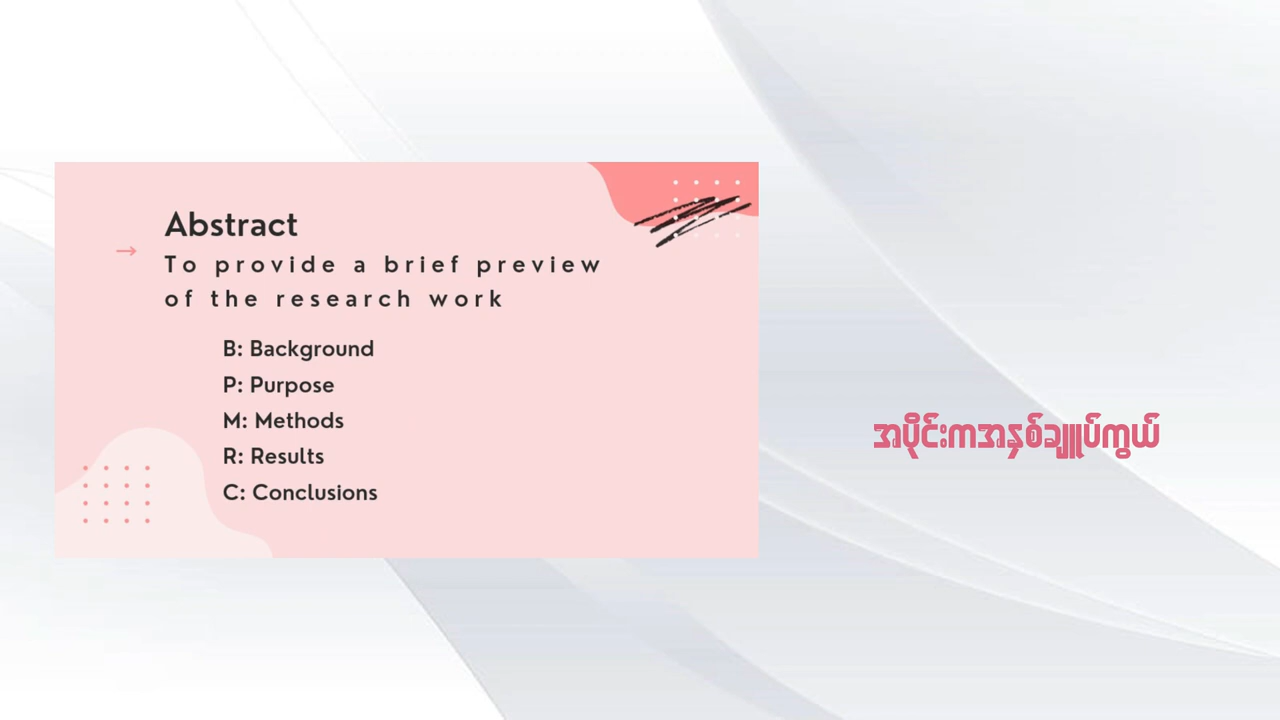 Abstract
To provide a brief preview
of the research work
B: Background
P: Purpose
M: Methods
R: Results
C: Conclusions
အပိုင်းကအနှစ်ချူပ်ကွယ်